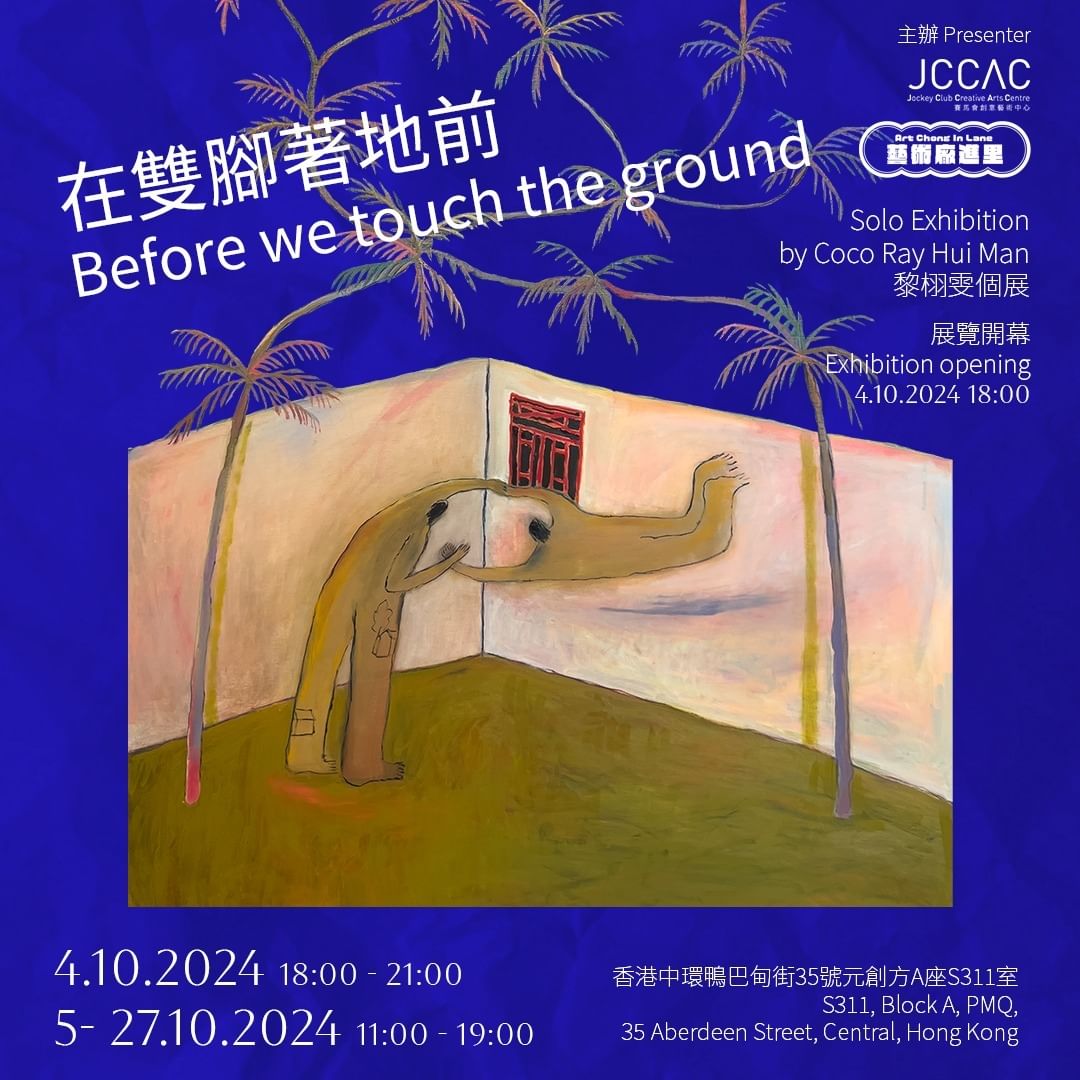 在雙腳著地前
Before we touch the ground
主辦 Presenter
JCCAC
Jockey Club Creative Arts Centre
賽馬會創意藝術中心
Art Chong In Lane
藝術廠進里
Solo Exhibition
by Coco Ray Hui Man
黎栩雯個展
展覽開幕
Exhibition opening
4.10.2024 18:00
4.10.2024 18:00 - 21:00
5- 27.10.2024 11:00 - 19:00
香港中環鴨巴甸街35號元創方A座S311室
S311, Block A, PMQ,
35 Aberdeen Street, Central, Hong Kong